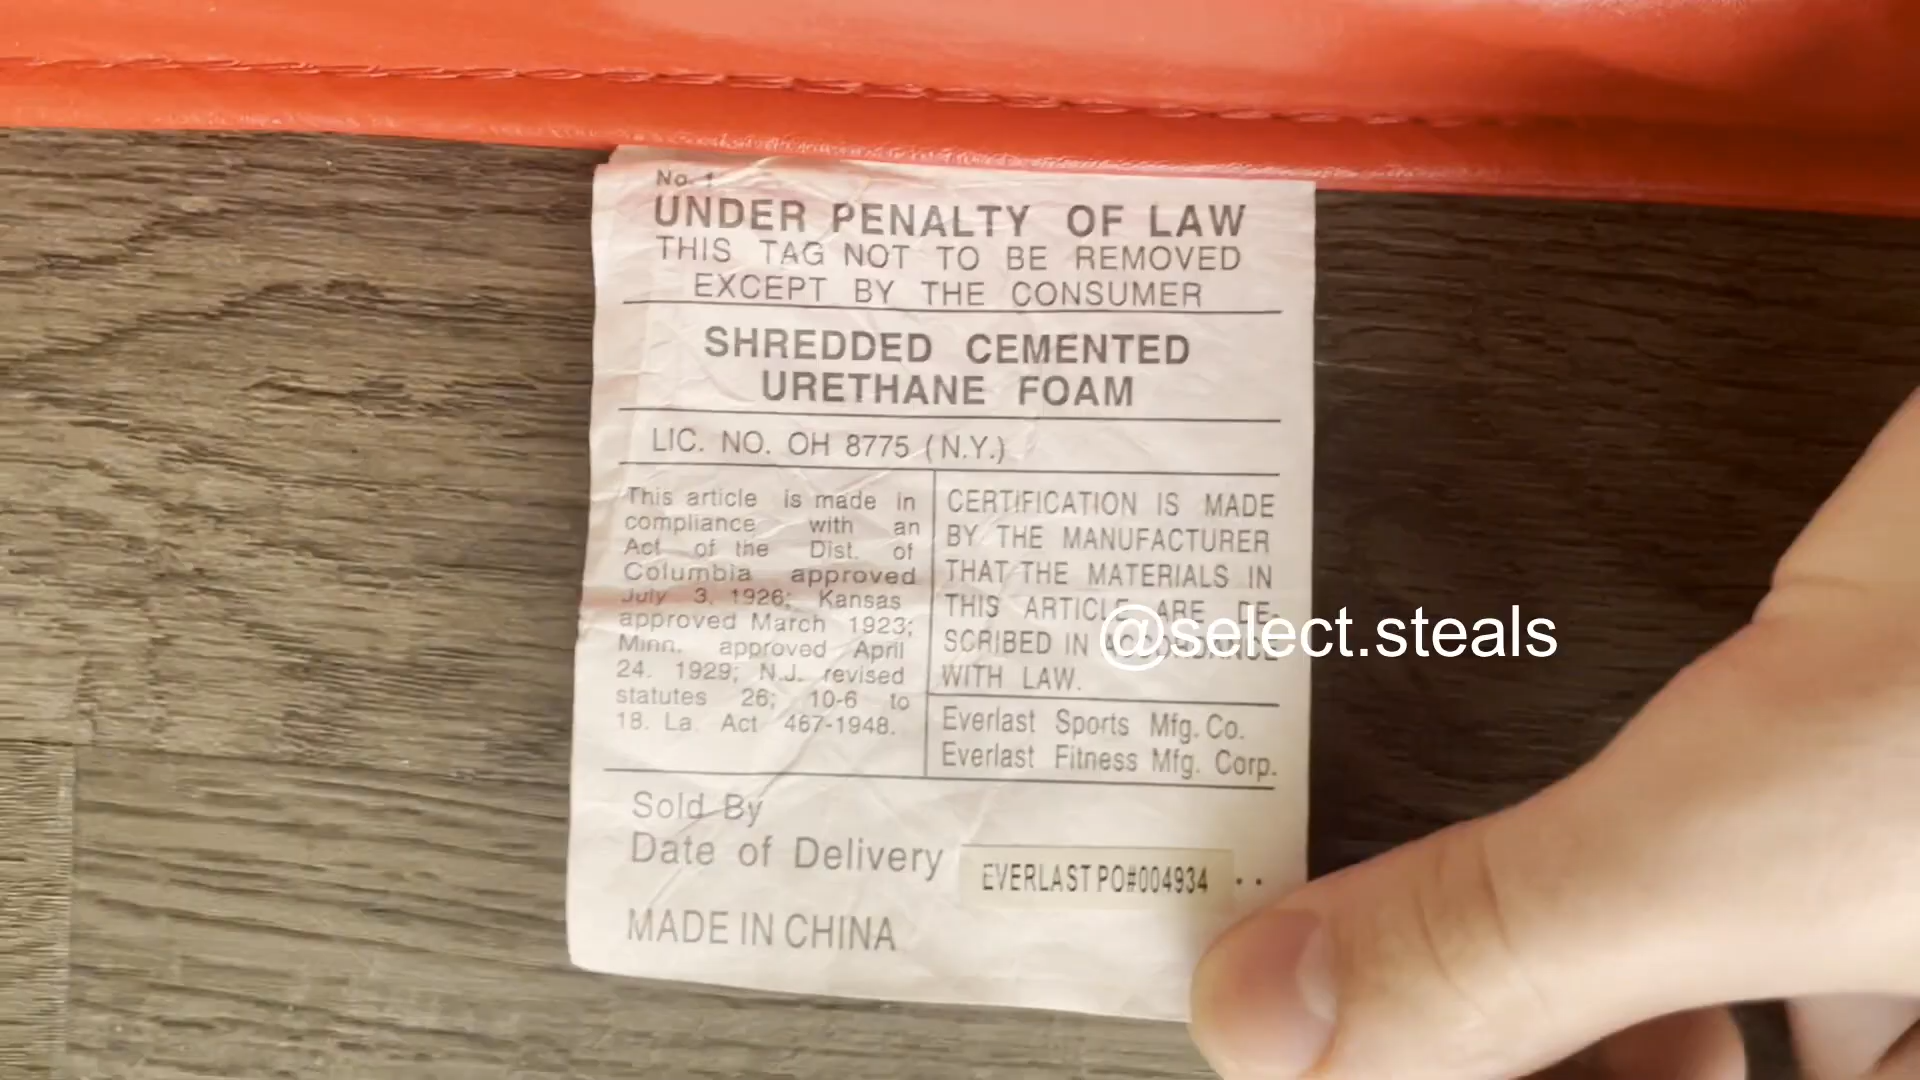 No. 1
UNDER PENALTY OF LAW
THIS TAG NOT TO BE REMOVED
EXCEPT BY THE CONSUMER
SHREDDED CEMENTED
URETHANE FOAM
LIC. NO. OH 8775 (N.Y.)
This article is made in
compliance with an
Act of the Dist. of
Columbia approved
July 3, 1926; Kansas
approved March 1923;
Minn. approved April
24. 1929; N.J. revised
statutes 26; 10-6 to
18. La. Act 467-1948.
CERTIFICATION IS MADE
BY THE MANUFACTURER
THAT THE MATERIALS IN
THIS ARTICLE ARE DE-
SCRIBED IN ACCORDANCE
WITH LAW.
@select.steals
Everlast Sports Mfg. Co.
Everlast Fitness Mfg. Corp.
Sold By
Date of Delivery
EVERLAST PO#004934
MADE IN CHINA